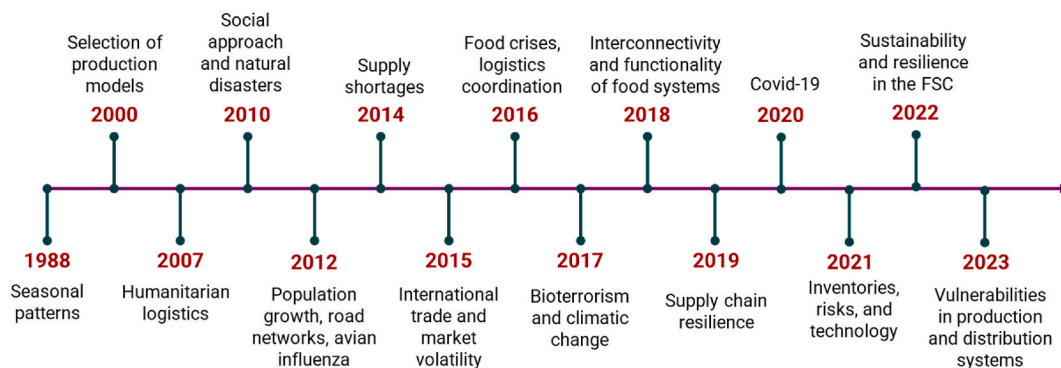 Selection of
production
models
2000
Social
approach
and natural
disasters
2010
Supply
shortages
2014
Food crises,
logistics
coordination
2016
Interconnectivity
and functionality
of food systems
2018
Covid-19
2020
Sustainability
and resilience
in the FSC
2022
1988
Seasonal
patterns
2007
Humanitarian
logistics
2012
Population
growth, road
networks, avian
influenza
2015
International
trade and
market
volatility
2017
Bioterrorism
and climatic
change
2019
Supply chain
resilience
2021
Inventories,
risks, and
technology
2023
Vulnerabilities
in production
and distribution
systems